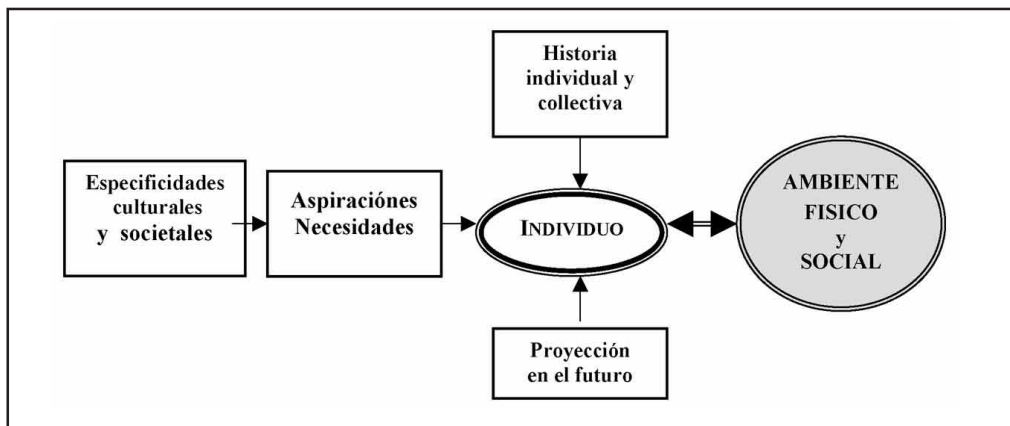 Historia
individual y
collectiva
Especificidades
culturales
y societales
Aspiraciónes
Necesidades
INDIVIDUO
AMBIENTE
FISICO
y
SOCIAL
Proyección
en el futuro